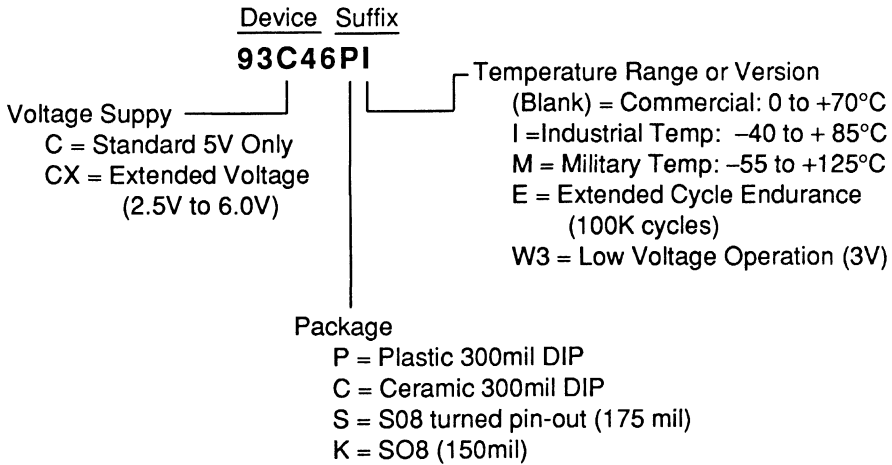 Device Suffix
93C46PI
Temperature Range or Version
(Blank) = Commercial: 0 to +70°C
I =Industrial Temp: –40 to + 85°C
M = Military Temp: –55 to +125°C
E = Extended Cycle Endurance
(100K cycles)
W3 = Low Voltage Operation (3V)
Voltage Suppy
C = Standard 5V Only
CX = Extended Voltage
(2.5V to 6.0V)
Package
P = Plastic 300mil DIP
C = Ceramic 300mil DIP
S = S08 turned pin-out (175 mil)
K = SO8 (150mil)